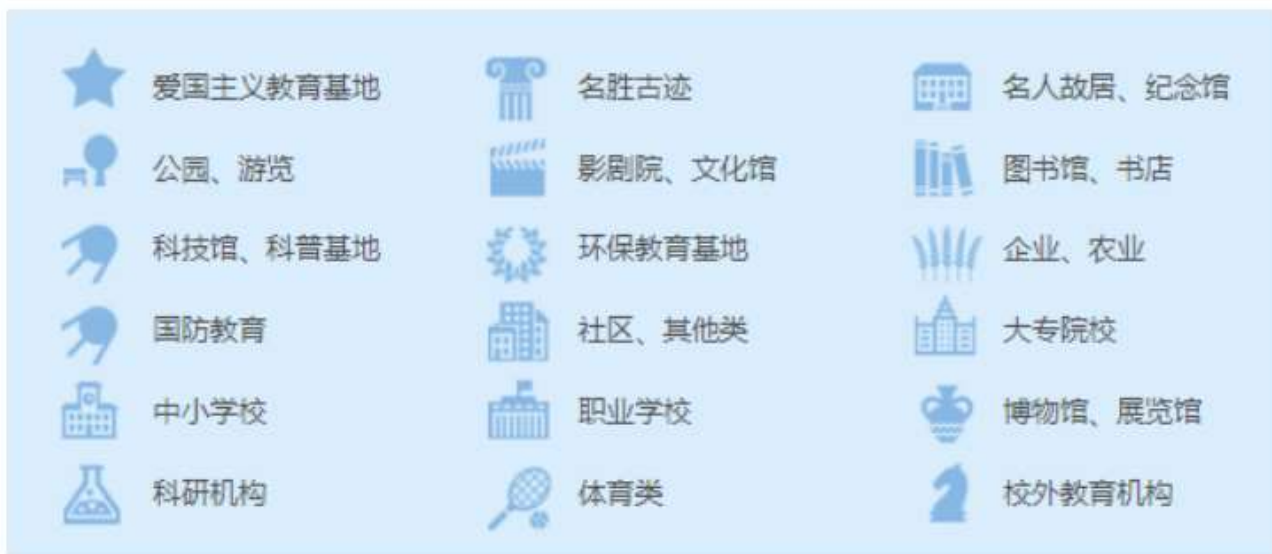 爱国主义教育基地 名胜古迹 名人故居、纪念馆
公园、游览 影剧院、文化馆 图书馆、书店
科技馆、科普基地 环保教育基地 企业、农业
国防教育 社区、其他类 大专院校
中小学校 职业学校 博物馆、展览馆
科研机构 体育类 校外教育机构